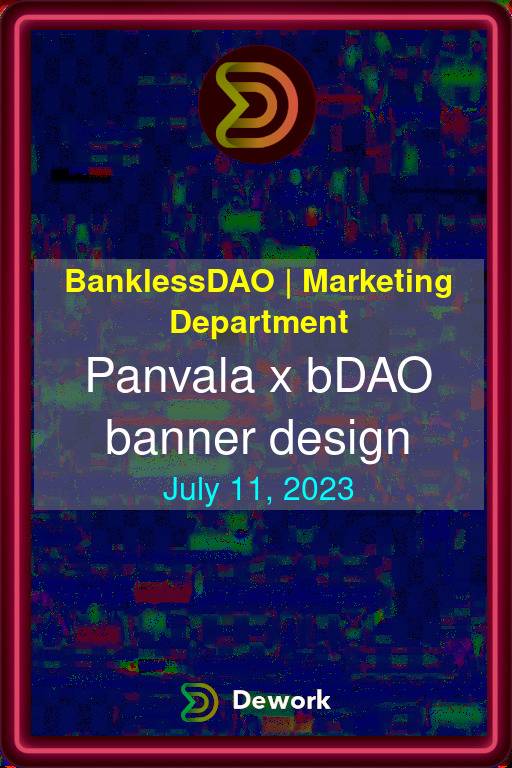 BanklessDAO | Marketing
Department
Panvala x bDAO
banner design
July 11, 2023
Dework